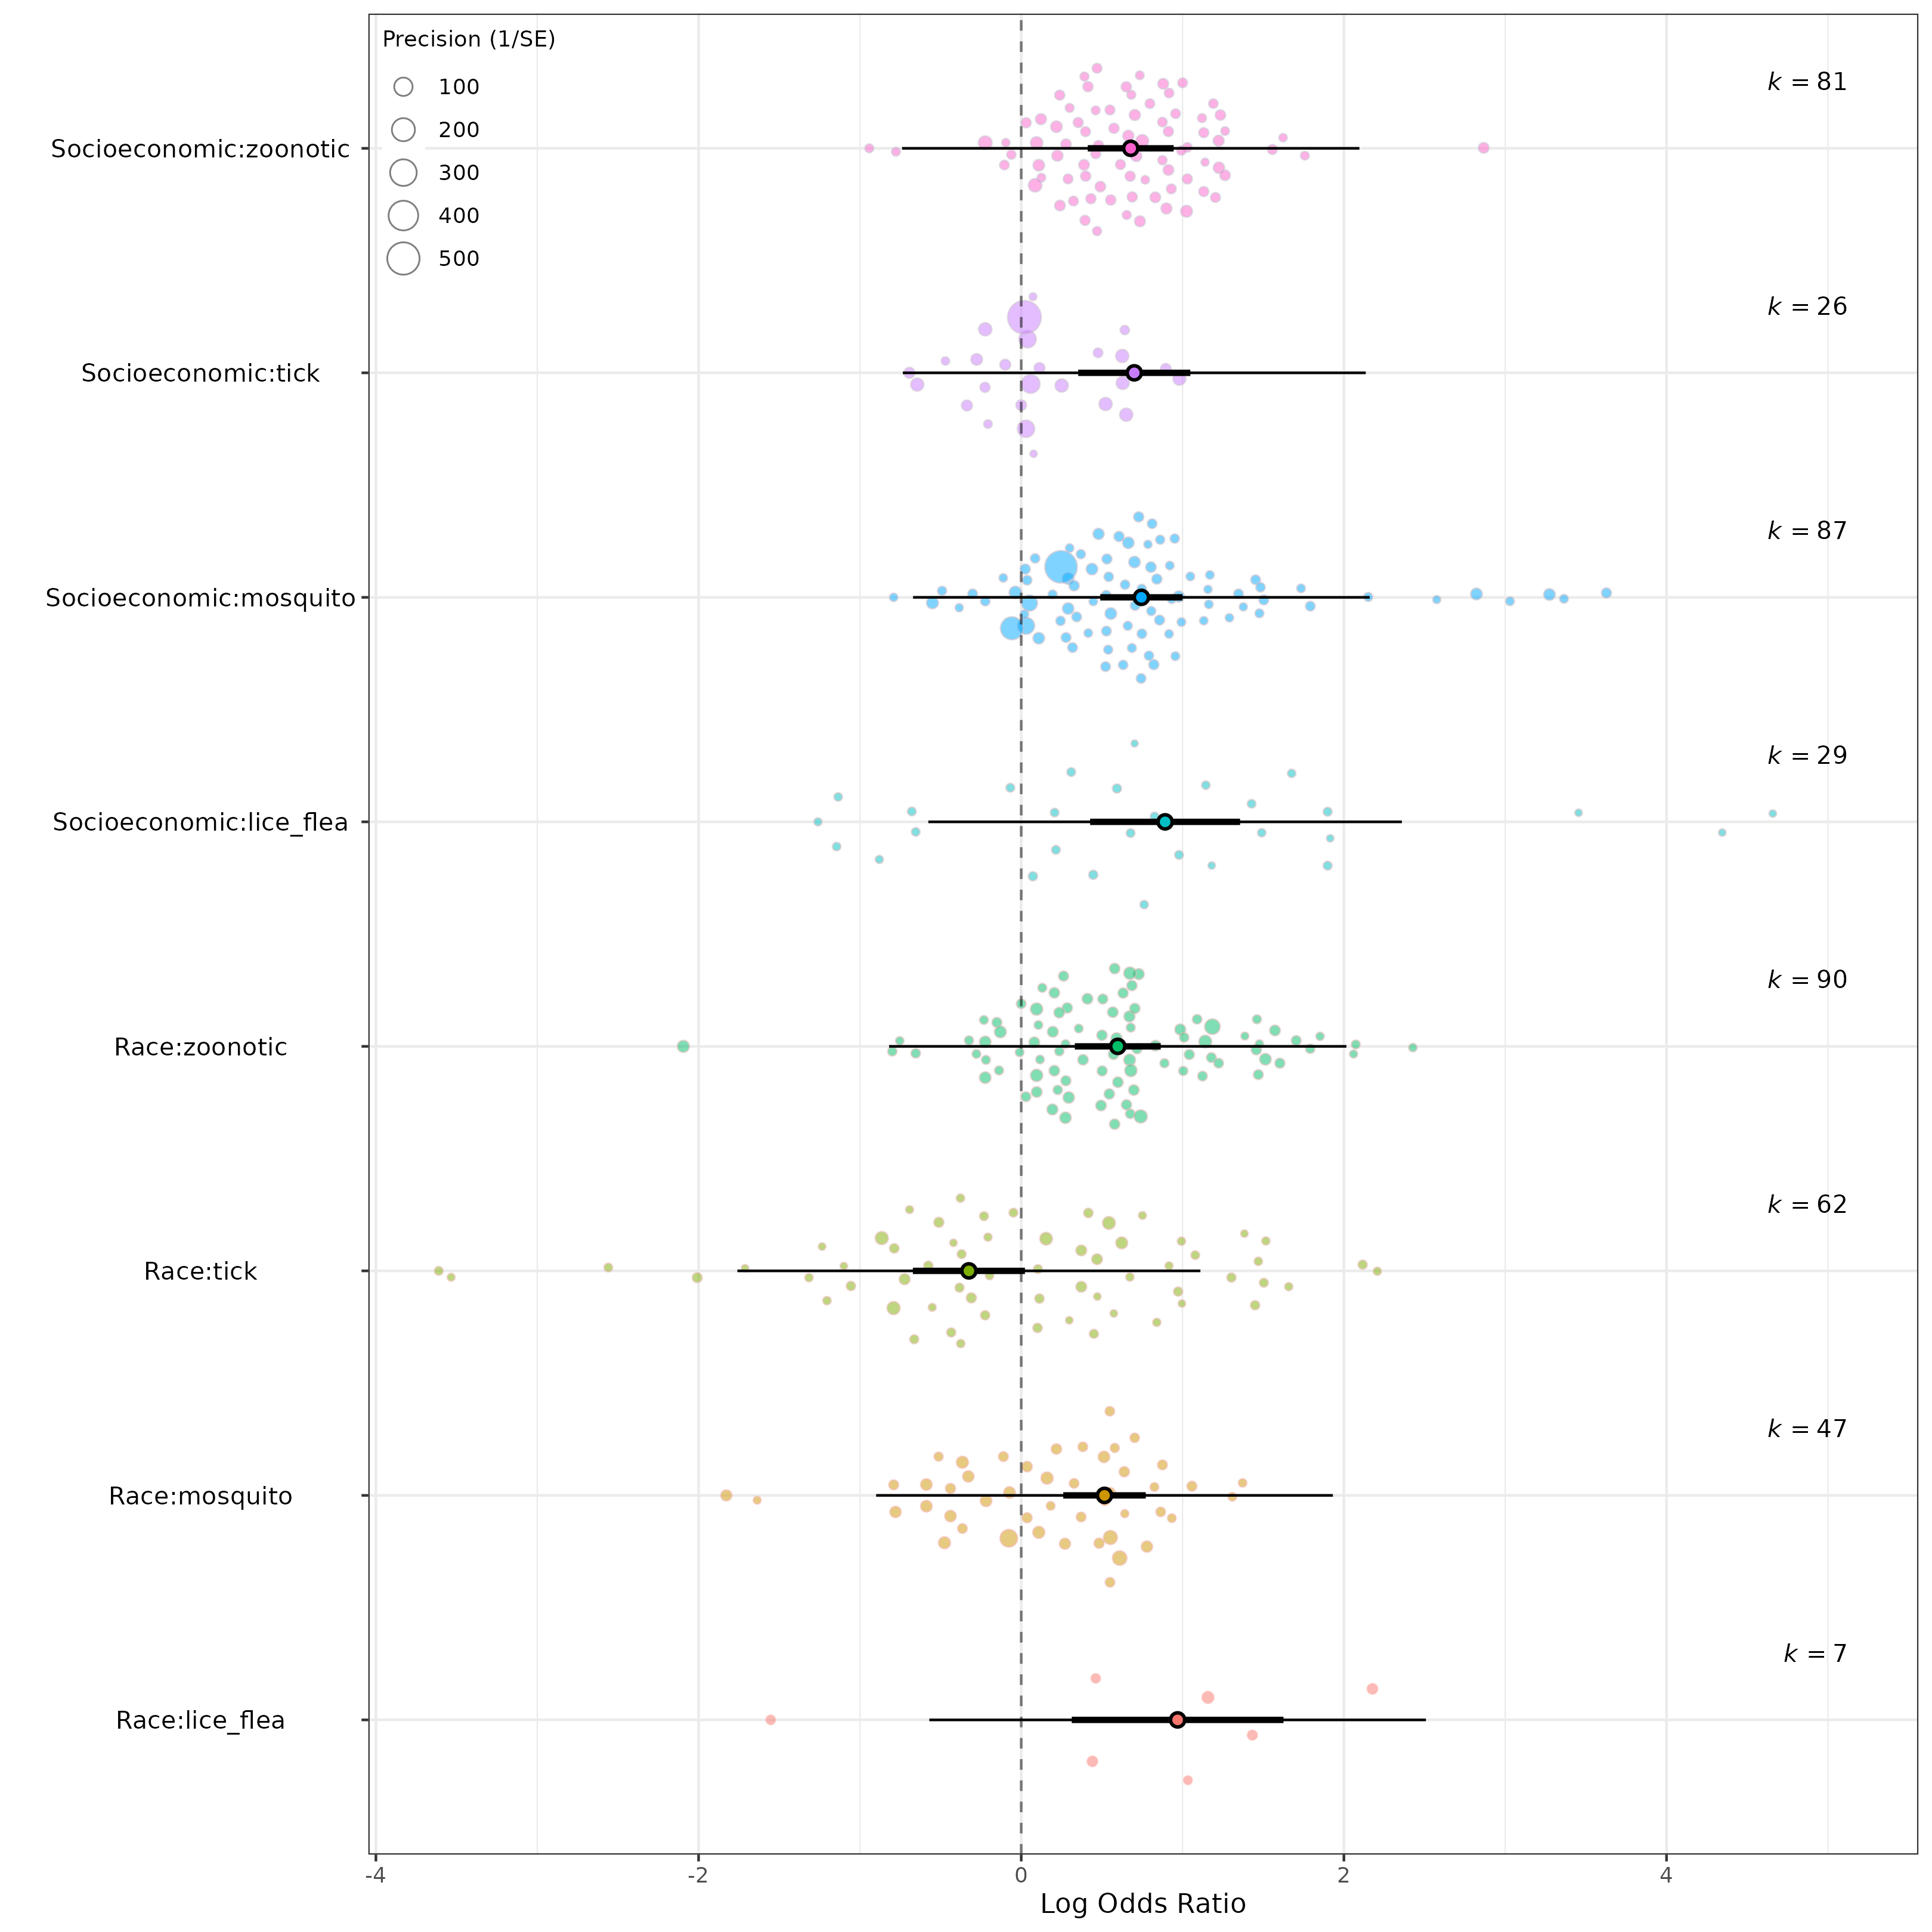 Precision (1/SE)
100
200
300
400
500
Socioeconomic:zoonotic
k = 81
Socioeconomic:tick
k = 26
Socioeconomic:mosquito
k = 87
Socioeconomic:lice_flea
k = 29
Race:zoonotic
k = 90
Race:tick
k = 62
Race:mosquito
k = 47
Race:lice_flea
k = 7
-4 -2 0 2 4
Log Odds Ratio